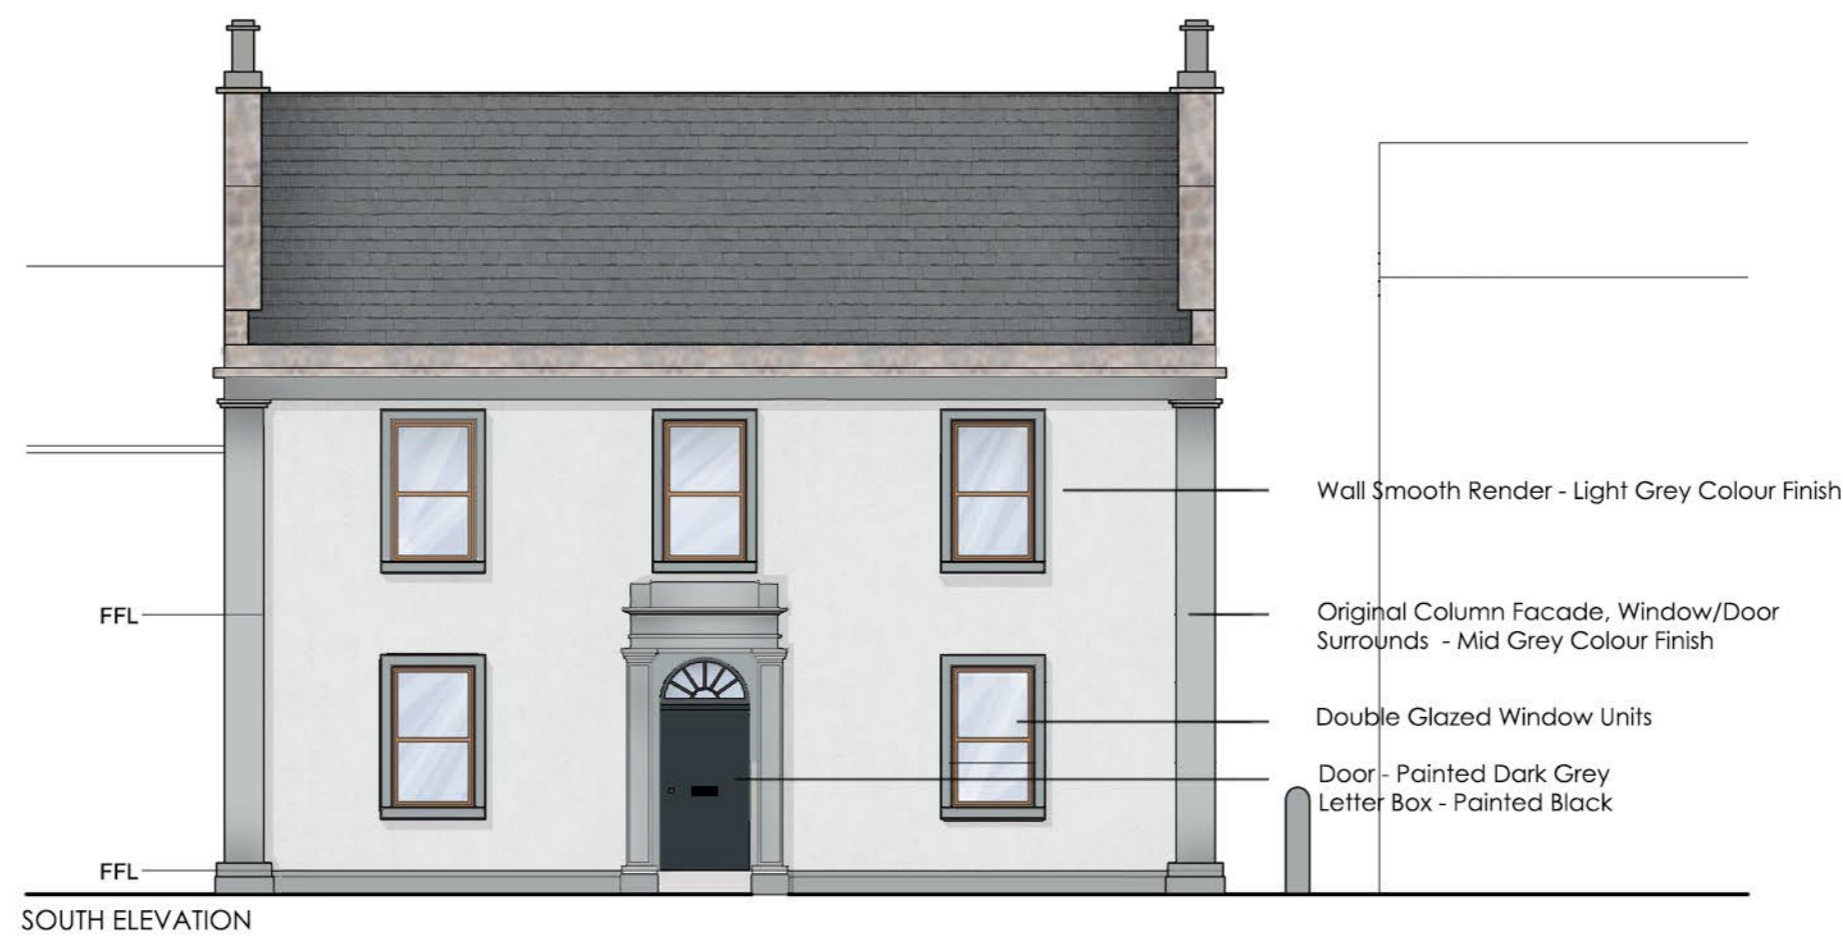 Wall Smooth Render - Light Grey Colour Finish
FFL
Original Column Facade, Window/Door
Surrounds - Mid Grey Colour Finish
Double Glazed Window Units
Door - Painted Dark Grey
Letter Box - Painted Black
FFL
SOUTH ELEVATION